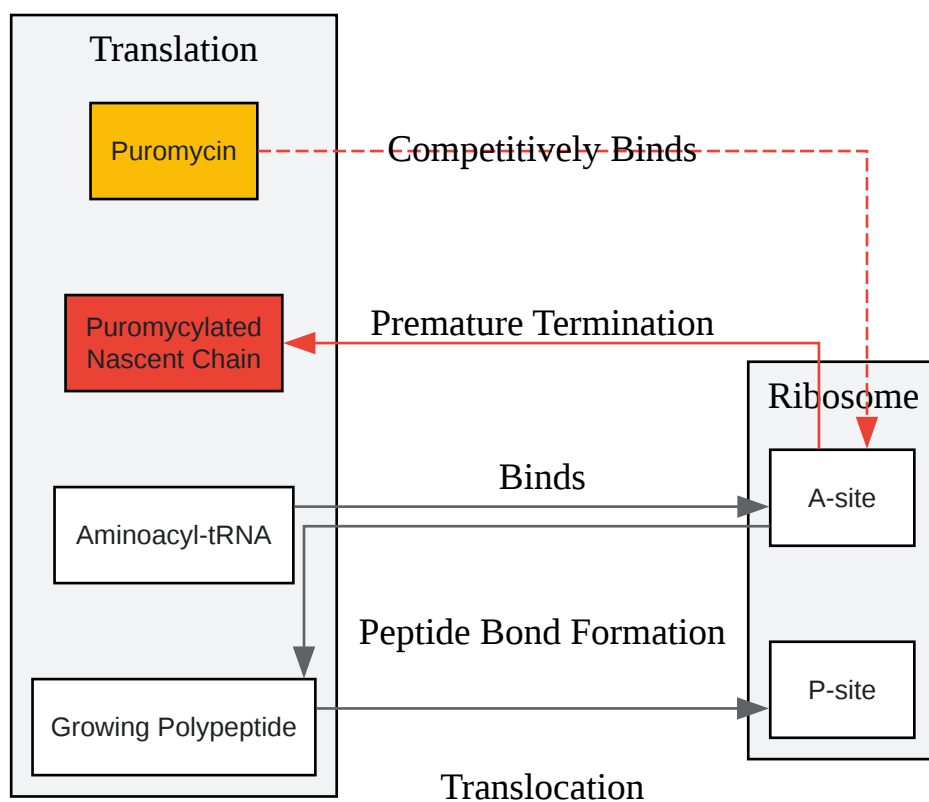 Translation
Puromycin
Competitively Binds
Puromycylated
Nascent Chain
Premature Termination
Ribosome
Binds
A-site
Aminoacyl-tRNA
Peptide Bond Formation
P-site
Growing Polypeptide
Translocation